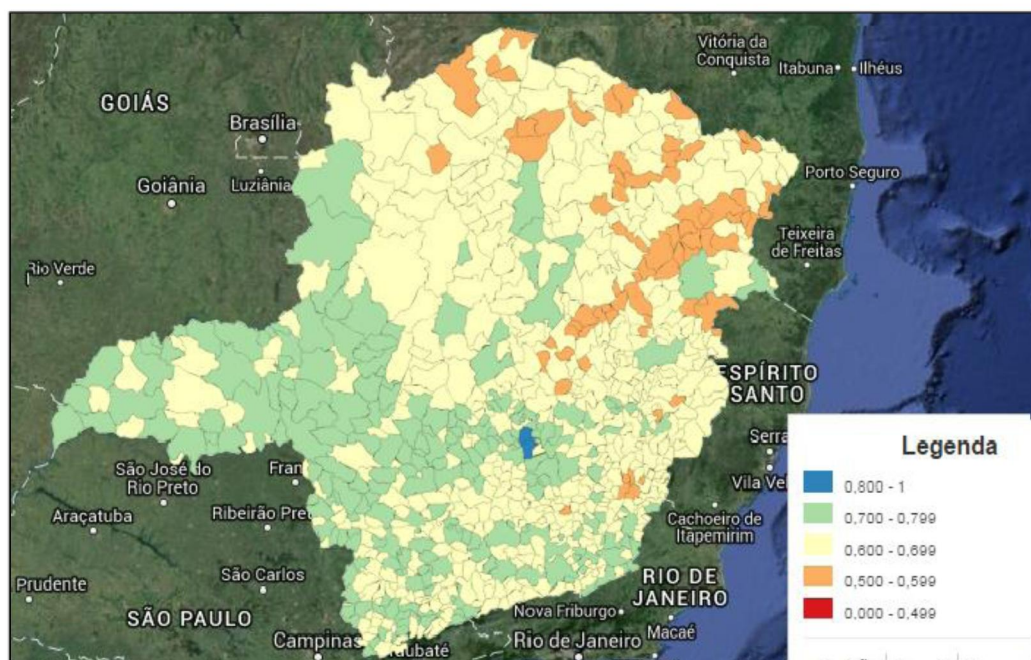 Vitória da
Conquista
Itabuna
Ilhéus
GOIÁS
Brasília
Goiânia
Luziânia
Porto Seguro
Teixeira
de Freitas
Rio Verde
ESPÍRITO
SANTO
Serra
Vila Vel
São José do
Rio Preto
Fran
Araçatuba
Ribeirão Pret
Cachoeiro de
Itapemirim
Prudente
São Carlos
RIO DE
JANEIRO
SÃO PAULO
Nova Friburgo
Campinas
Taubaté
Rio de Janeiro
Macaé
Legenda
0,800 - 1
0,700 - 0,799
0,600 - 0,699
0,500 - 0,599
0,000 - 0,499